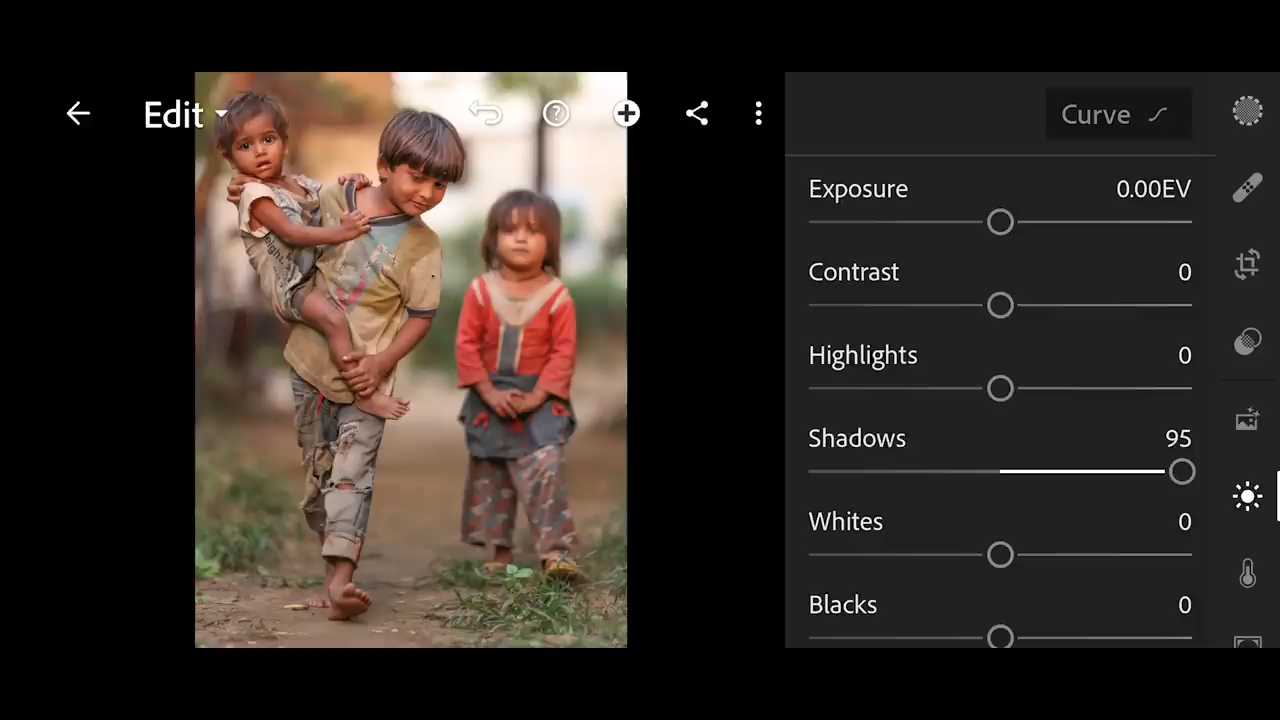 Edit
Curve
Exposure 0.00EV
Contrast 0
Highlights 0
Shadows 95
Whites 0
Blacks 0